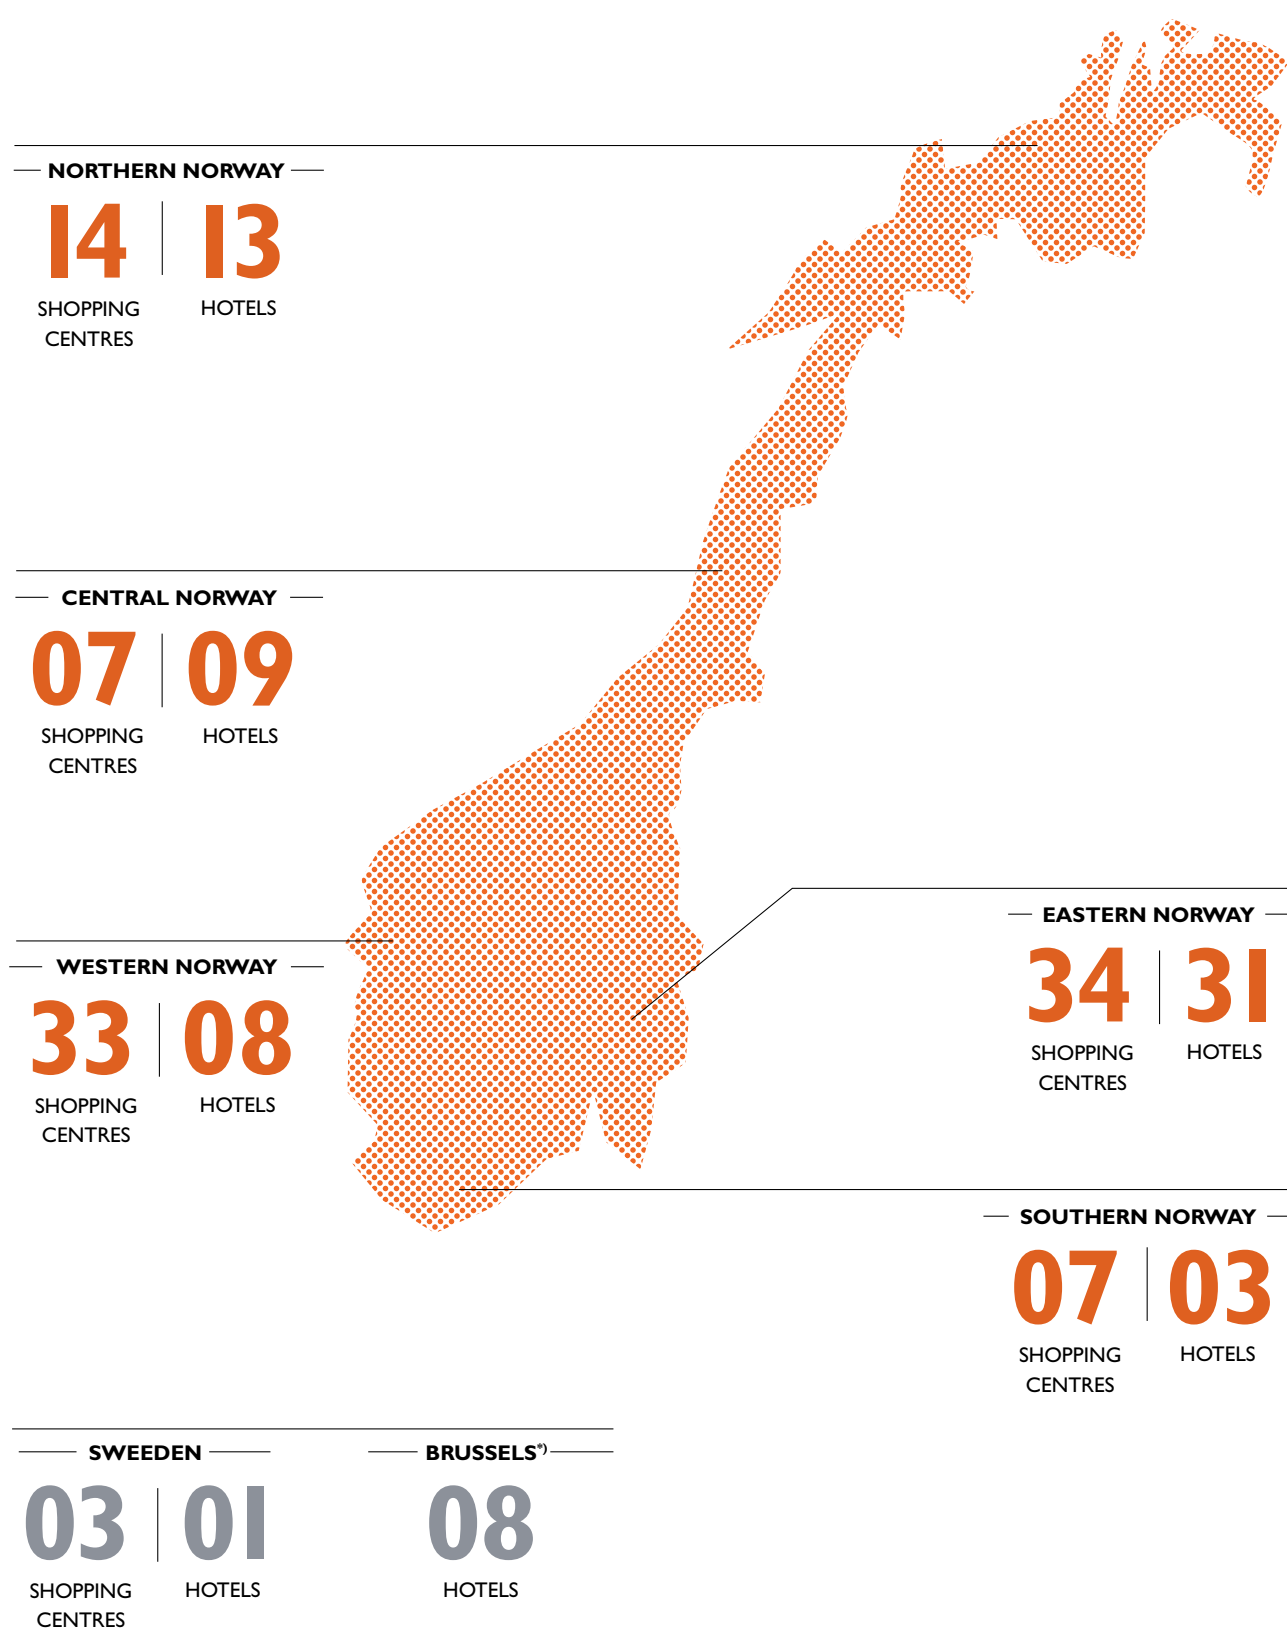 NORTHERN NORWAY
14 13
SHOPPING
CENTRES
HOTELS
CENTRAL NORWAY
07 09
SHOPPING
CENTRES
HOTELS
WESTERN NORWAY
33 08
SHOPPING
CENTRES
HOTELS
EASTERN NORWAY
34 31
SHOPPING
CENTRES
HOTELS
SOUTHERN NORWAY
07 03
SHOPPING
CENTRES
HOTELS
SWEEDEN
03 01
SHOPPING
CENTRES
HOTELS
BRUSSELS*)
08
HOTELS